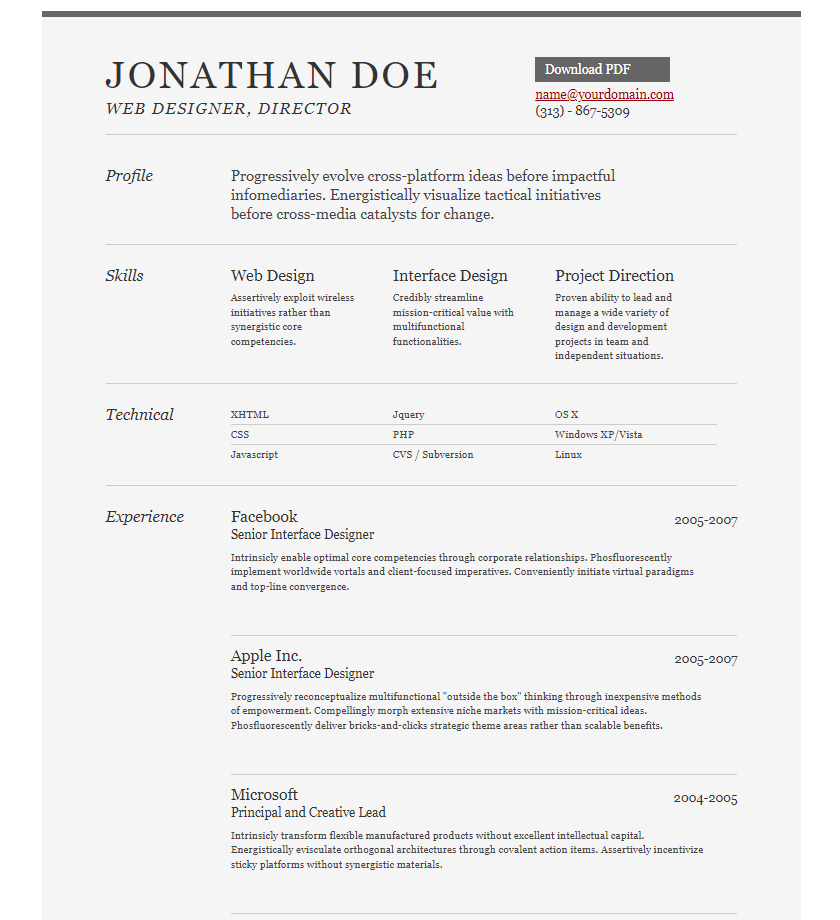 JONATHAN DOE
WEB DESIGNER, DIRECTOR
Download PDF
name@yourdomain.com
(313) - 867-5309
Profile
Progressively evolve cross-platform ideas before impactful
infomediaries. Energistically visualize tactical initiatives
before cross-media catalysts for change.
Skills
Web Design
Assertively exploit wireless
initiatives rather than
synergistic core
competencies.
Interface Design
Credibly streamline
mission-critical value with
multifunctional
functionalities.
Project Direction
Proven ability to lead and
manage a wide variety of
design and development
projects in team and
independent situations.
Technical
XHTML Jquery OS X
CSS PHP Windows XP/Vista
Javascript CVS / Subversion Linux
Experience
Facebook 2005-2007
Senior Interface Designer
Intrinsicly enable optimal core competencies through corporate relationships. Phosfluorescently
implement worldwide vortals and client-focused imperatives. Conveniently initiate virtual paradigms
and top-line convergence.
Apple Inc. 2005-2007
Senior Interface Designer
Progressively reconceptualize multifunctional "outside the box" thinking through inexpensive methods
of empowerment. Compellingly morph extensive niche markets with mission-critical ideas.
Phosfluorescently deliver bricks-and-clicks strategic theme areas rather than scalable benefits.
Microsoft 2004-2005
Principal and Creative Lead
Intrinsicly transform flexible manufactured products without excellent intellectual capital.
Energistically evisculate orthogonal architectures through covalent action items. Assertively incentivize
sticky platforms without synergistic materials.